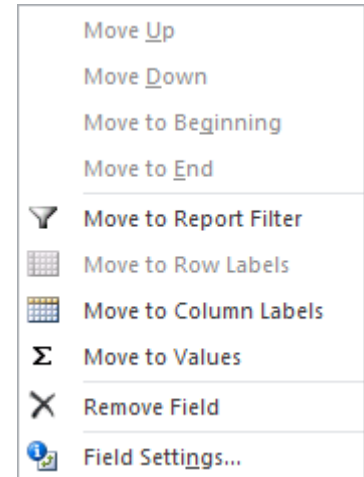 Move Up
Move Down
Move to Beginning
Move to End
Move to Report Filter
Move to Row Labels
Move to Column Labels
Σ Move to Values
Remove Field
Field Settings...